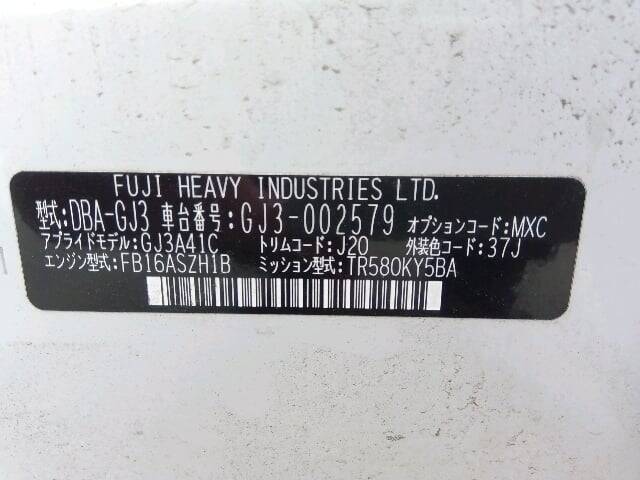 FUJI HEAVY INDUSTRIES LTD.
型式:DBA-GJ3 車台番号:GJ3-002579 オプションコード:MXC
アプライドモデル:GJ3A41C トリムコード:J20 外装色コード:37J
エンジン型式:FB16ASZH1B ミッション型式:TR580KY5BA